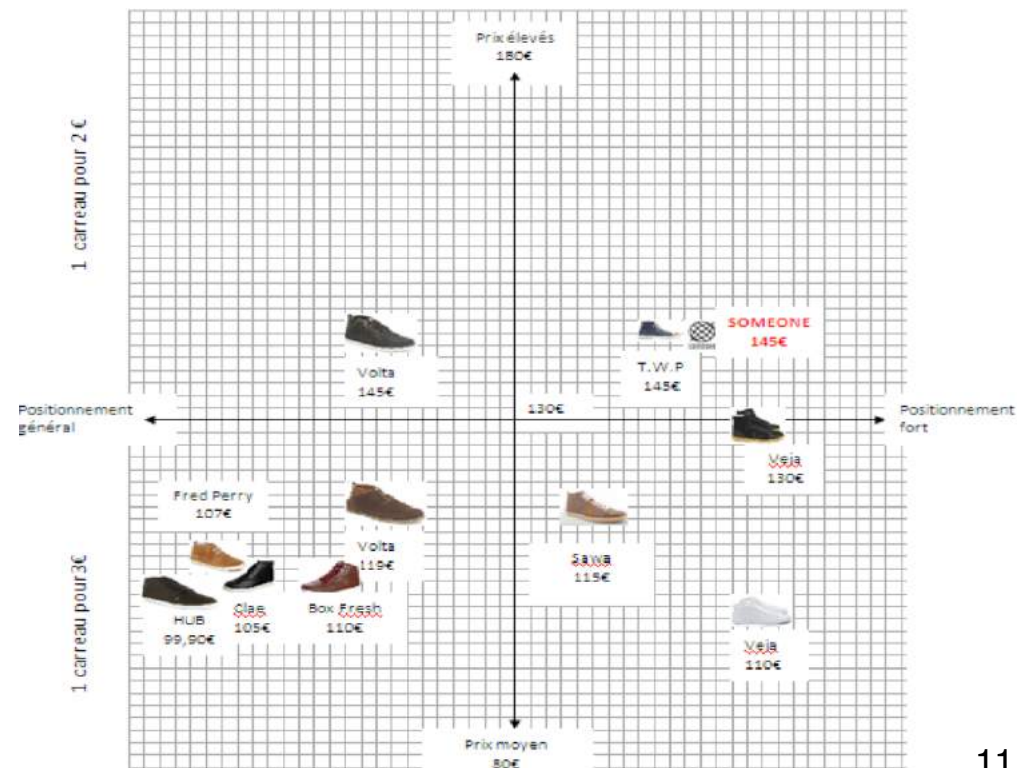 Prix élevés
180€
1 carreau pour 2 €
SOMEONE
145€
Volta
145€
T.W.P
145€
130€
Positionnement
général
Positionnement
fort
Veja
130€
Fred Perry
107€
Volta
119€
Sawa
115€
1 carreau pour3€
HUB
99,90€
Clae
105€
Box Fresh
110€
Veja
110€
Prix moyen
80€
11